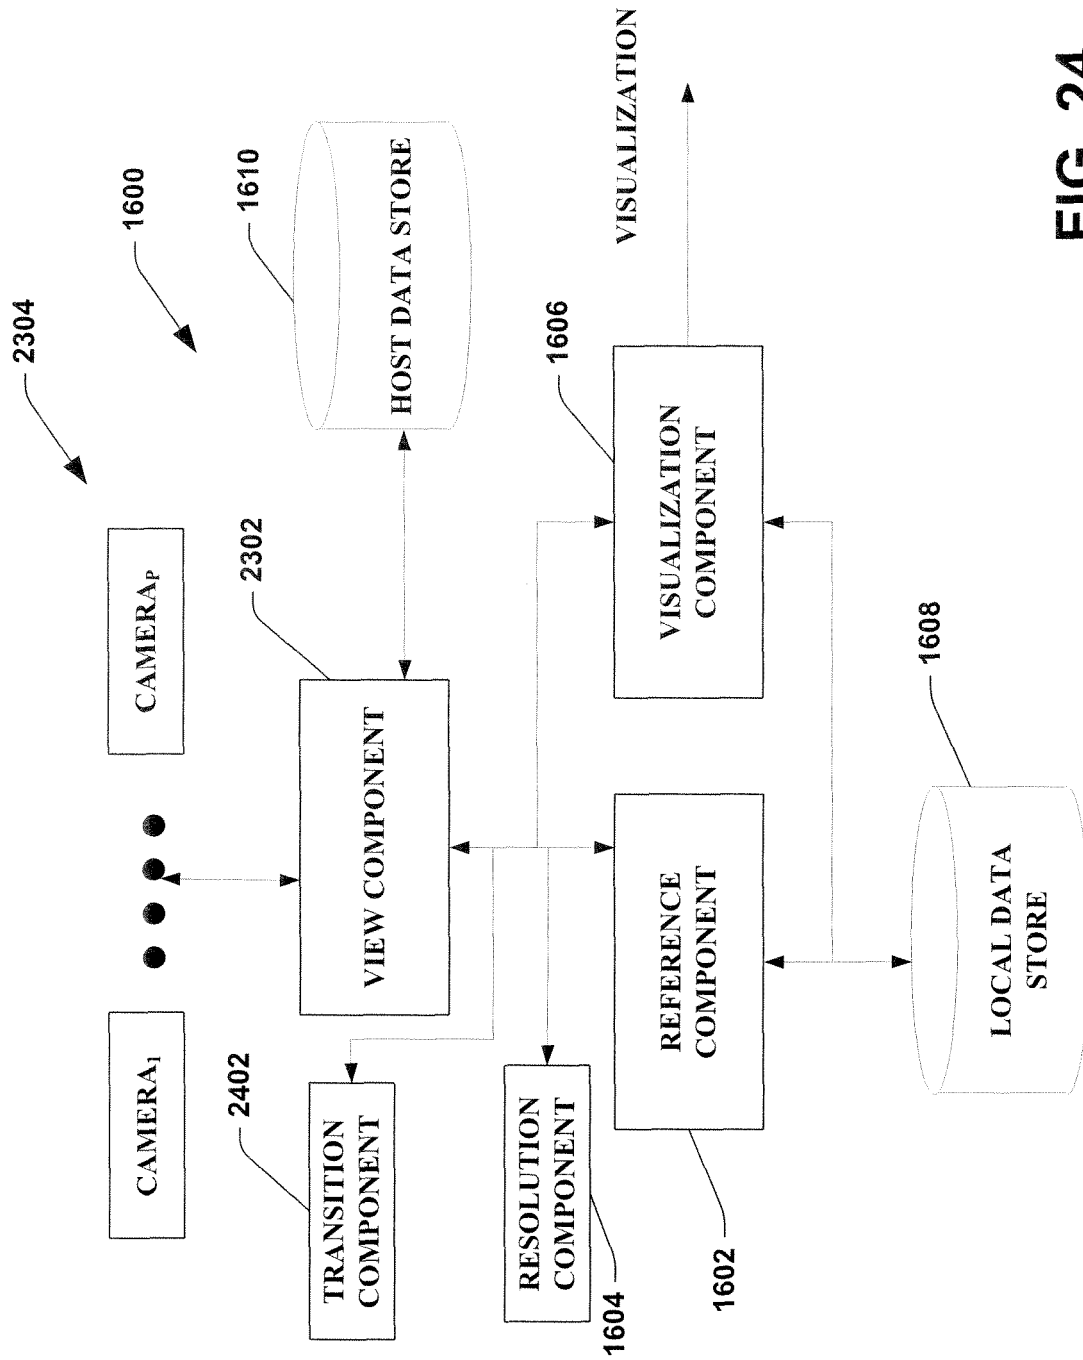 2304
1600
CAMERA1
CAMERAP
1610
2402
2302
TRANSITION
COMPONENT
VIEW COMPONENT
HOST DATA STORE
RESOLUTION
COMPONENT
1604
1606
REFERENCE
COMPONENT
VISUALIZATION
COMPONENT
VISUALIZATION
1602
1608
LOCAL DATA
STORE
FIG. 24